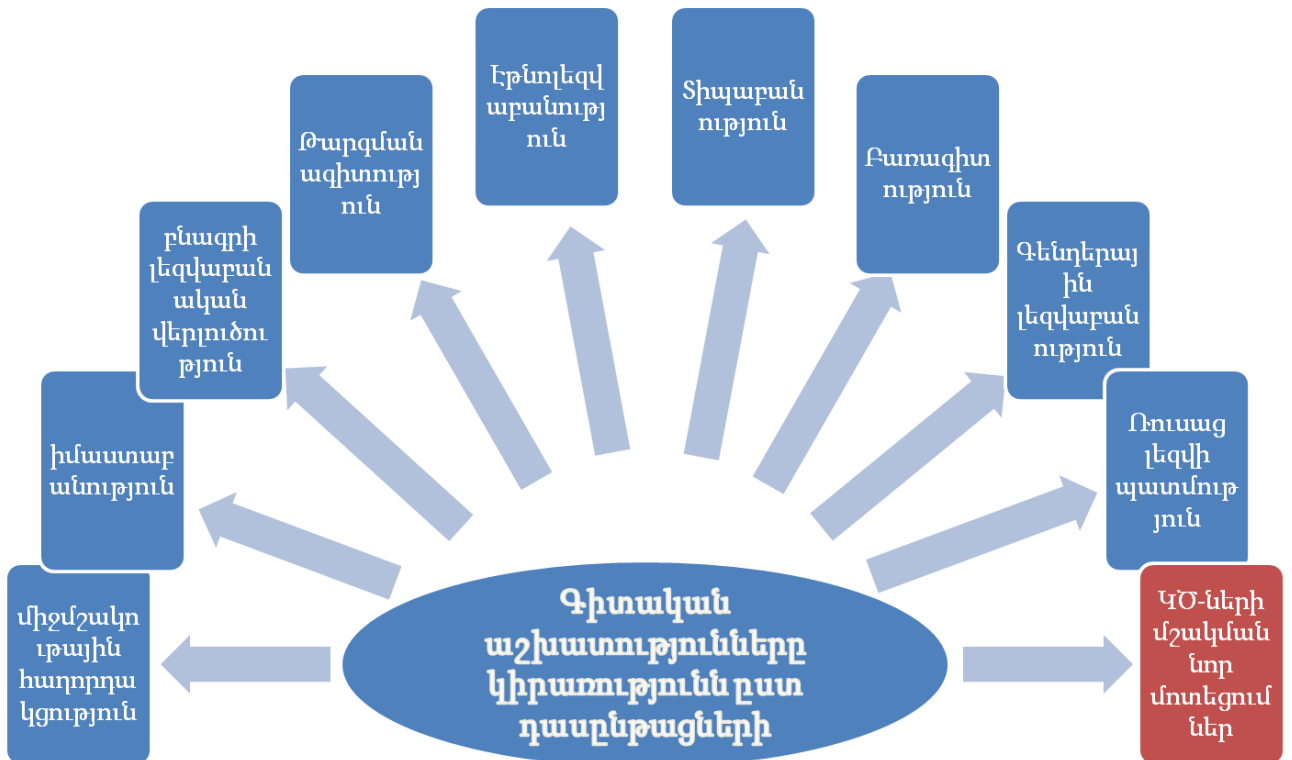 միջմշակո
ւթային
հաղորդա
կցություն
իմաստաբ
անություն
բնագրի
լեզվաբան
ական
վերլուծու
թյուն
Թարգման
ագիտությ
ուն
Էթնոլեզվ
աբանությ
ուն
Տիպաբան
ություն
Բառագիտ
ություն
Գենդերայ
ին
լեզվաբան
ություն
Ռուսաց
լեզվի
պատմութ
յուն
ԿԾ-ների
մշակման
նոր
մոտեցում
ներ
Գիտական
աշխատությունները
կիրառությունն ըստ
դասընթացների